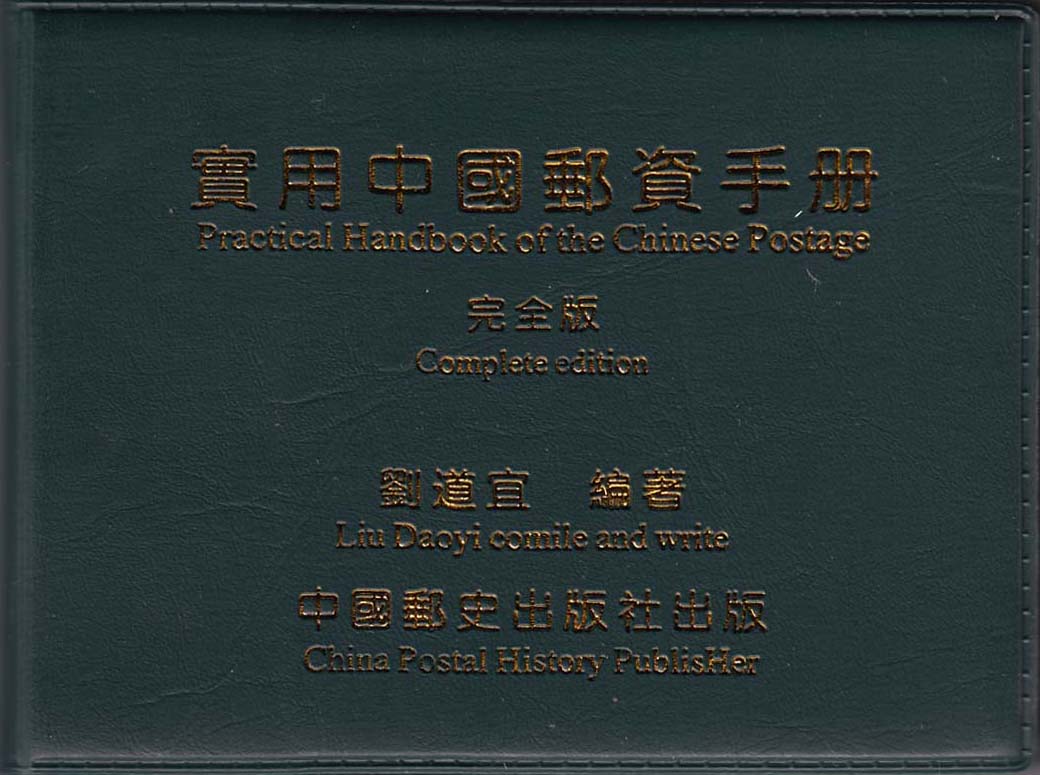 實用中國郵資手册
Practical Handbook of the Chinese Postage
完全版
Complete edition
劉道宜 編著
Liu Daoyi comile and write
中國郵史出版社出版
China Postal History PublisHer